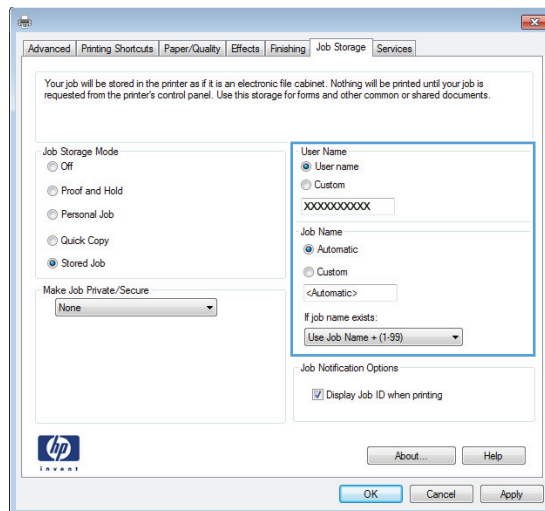 Advanced
Printing Shortcuts
Paper/Quality
Effects
Finishing
Job Storage
Services
Your job will be stored in the printer as if it is an electronic file cabinet. Nothing will be printed until your job is
requested from the printer's control panel. Use this storage for forms and other common or shared documents.
Job Storage Mode
Off
Proof and Hold
Personal Job
Quick Copy
Stored Job
Make Job Private/Secure
None
User Name
User name
Custom
XXXXXXXXXX
Job Name
Automatic
Custom
<Automatic>
If job name exists:
Use Job Name + (1-99)
Job Notification Options
Display Job ID when printing
hp
invent
About...
Help
OK
Cancel
Apply